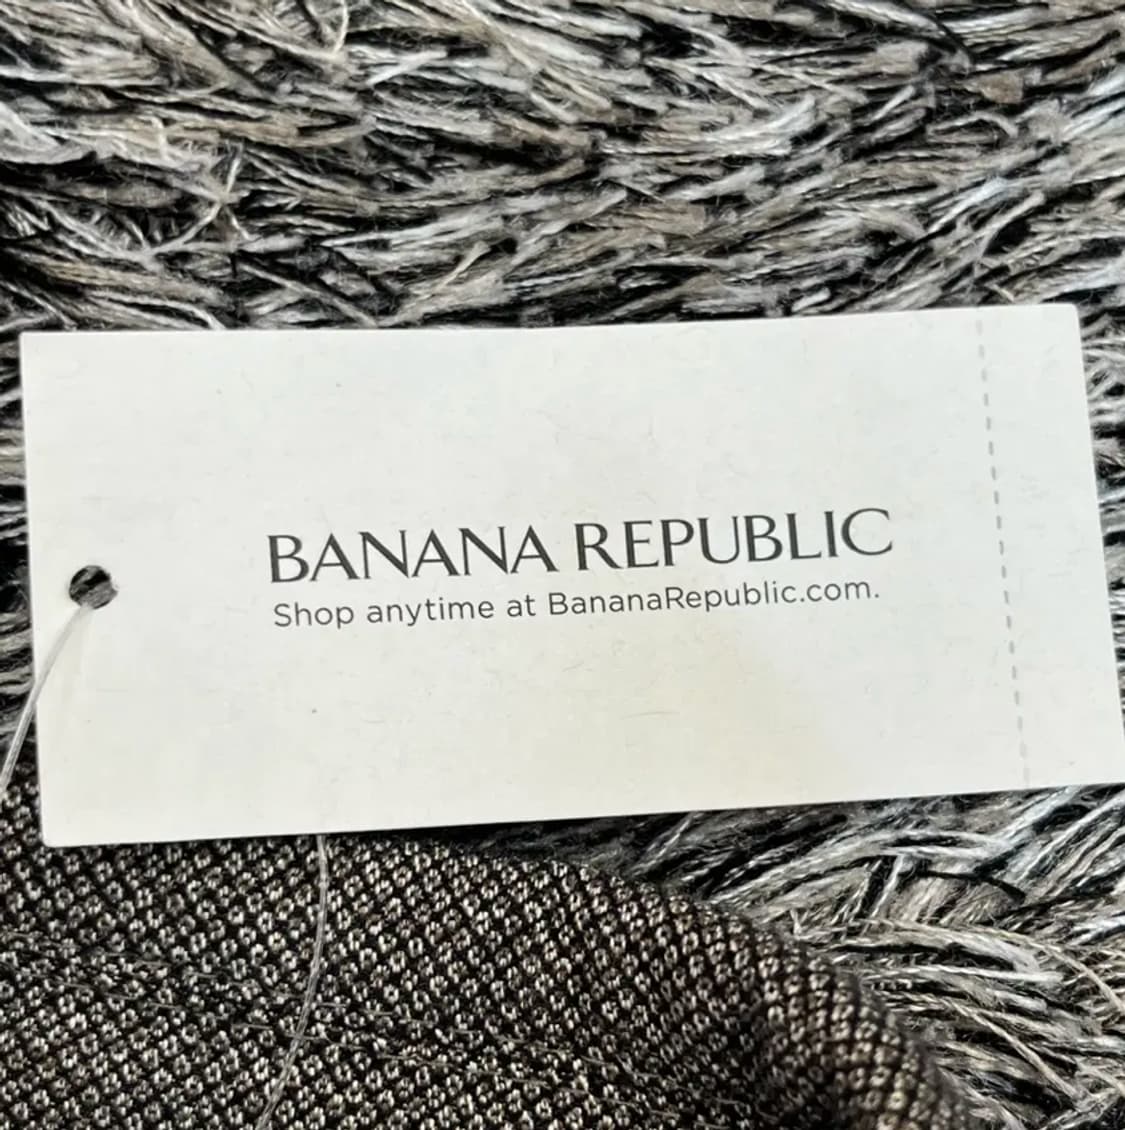 BANANA REPUBLIC
Shop anytime at BananaRepublic.com.